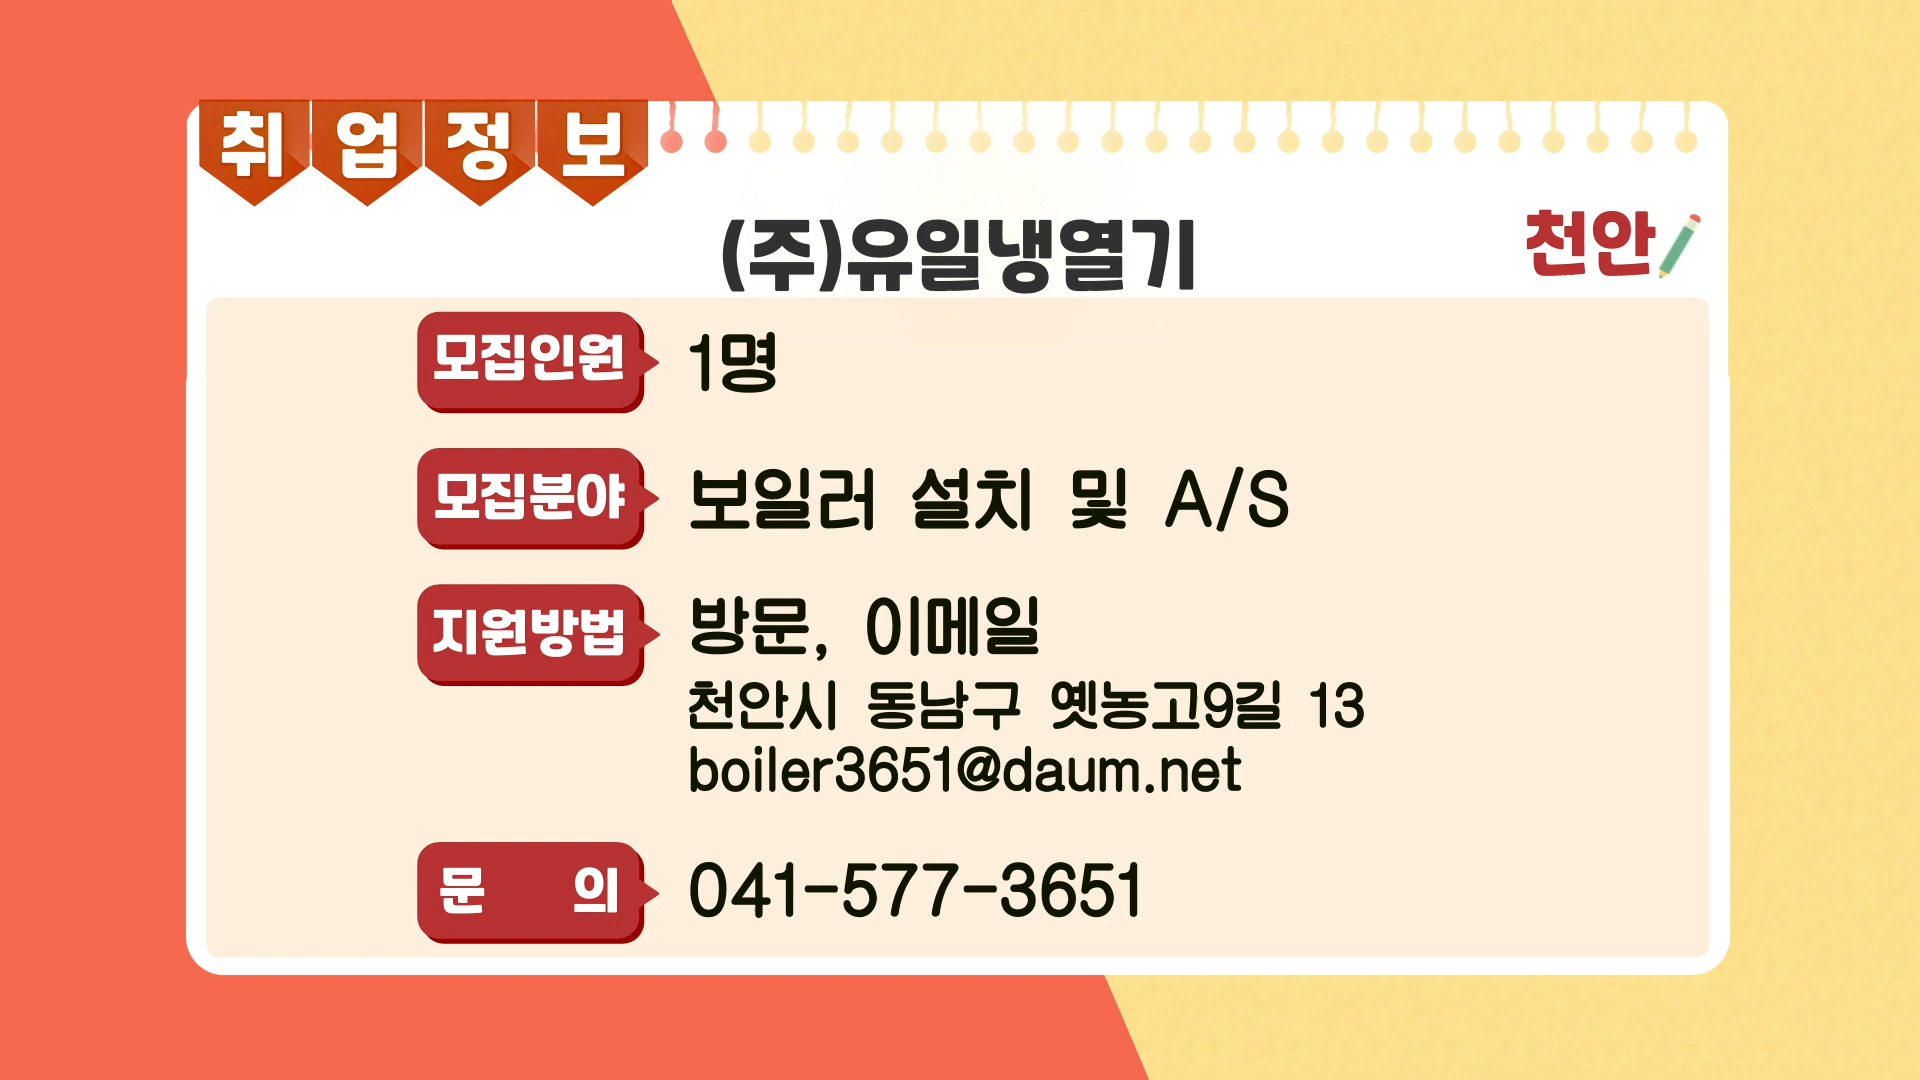 취업정보
(주)유일냉열기
천안
모집인원 1명
모집분야 보일러 설치 및 A/S
지원방법 방문, 이메일
천안시 동남구 옛농고9길 13
boiler3651@daum.net
문 의 041-577-3651